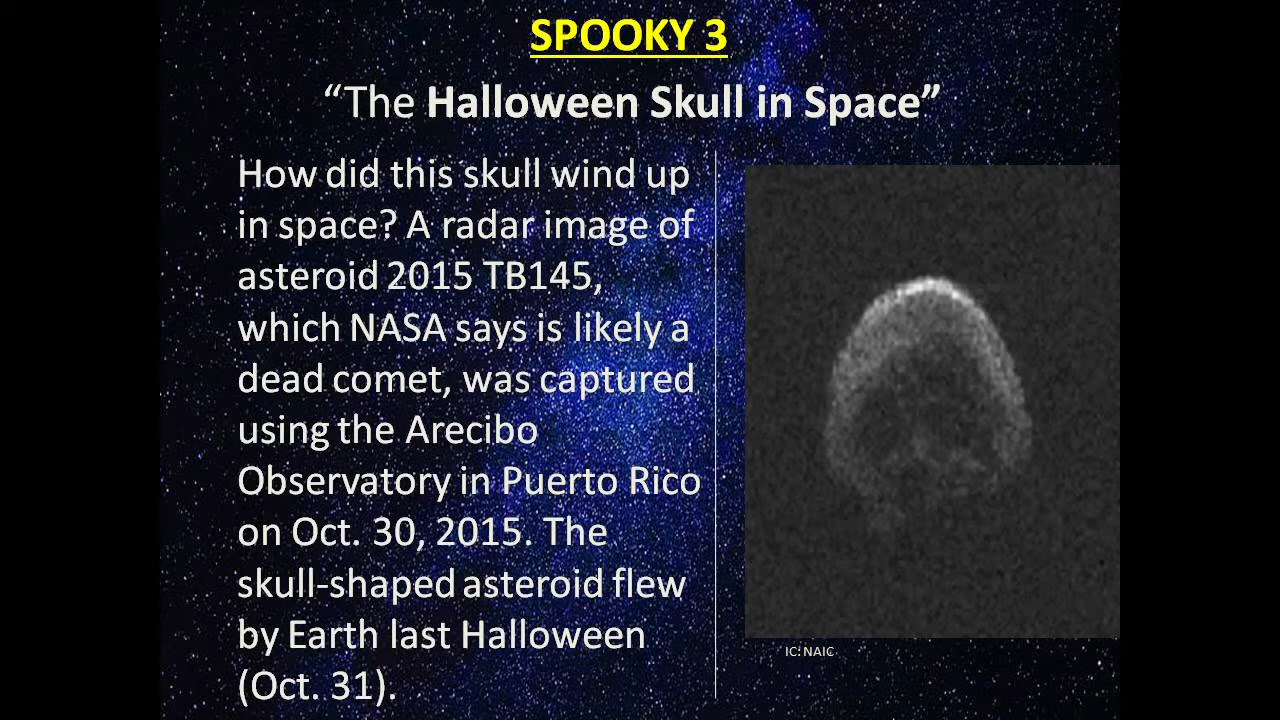 SPOOKY 3
“The Halloween Skull in Space”
How did this skull wind up
in space? A radar image of
asteroid 2015 TB145,
which NASA says is likely a
dead comet, was captured
using the Arecibo
Observatory in Puerto Rico
on Oct. 30, 2015. The
skull-shaped asteroid flew
by Earth last Halloween
(Oct. 31).
IC: NAIC